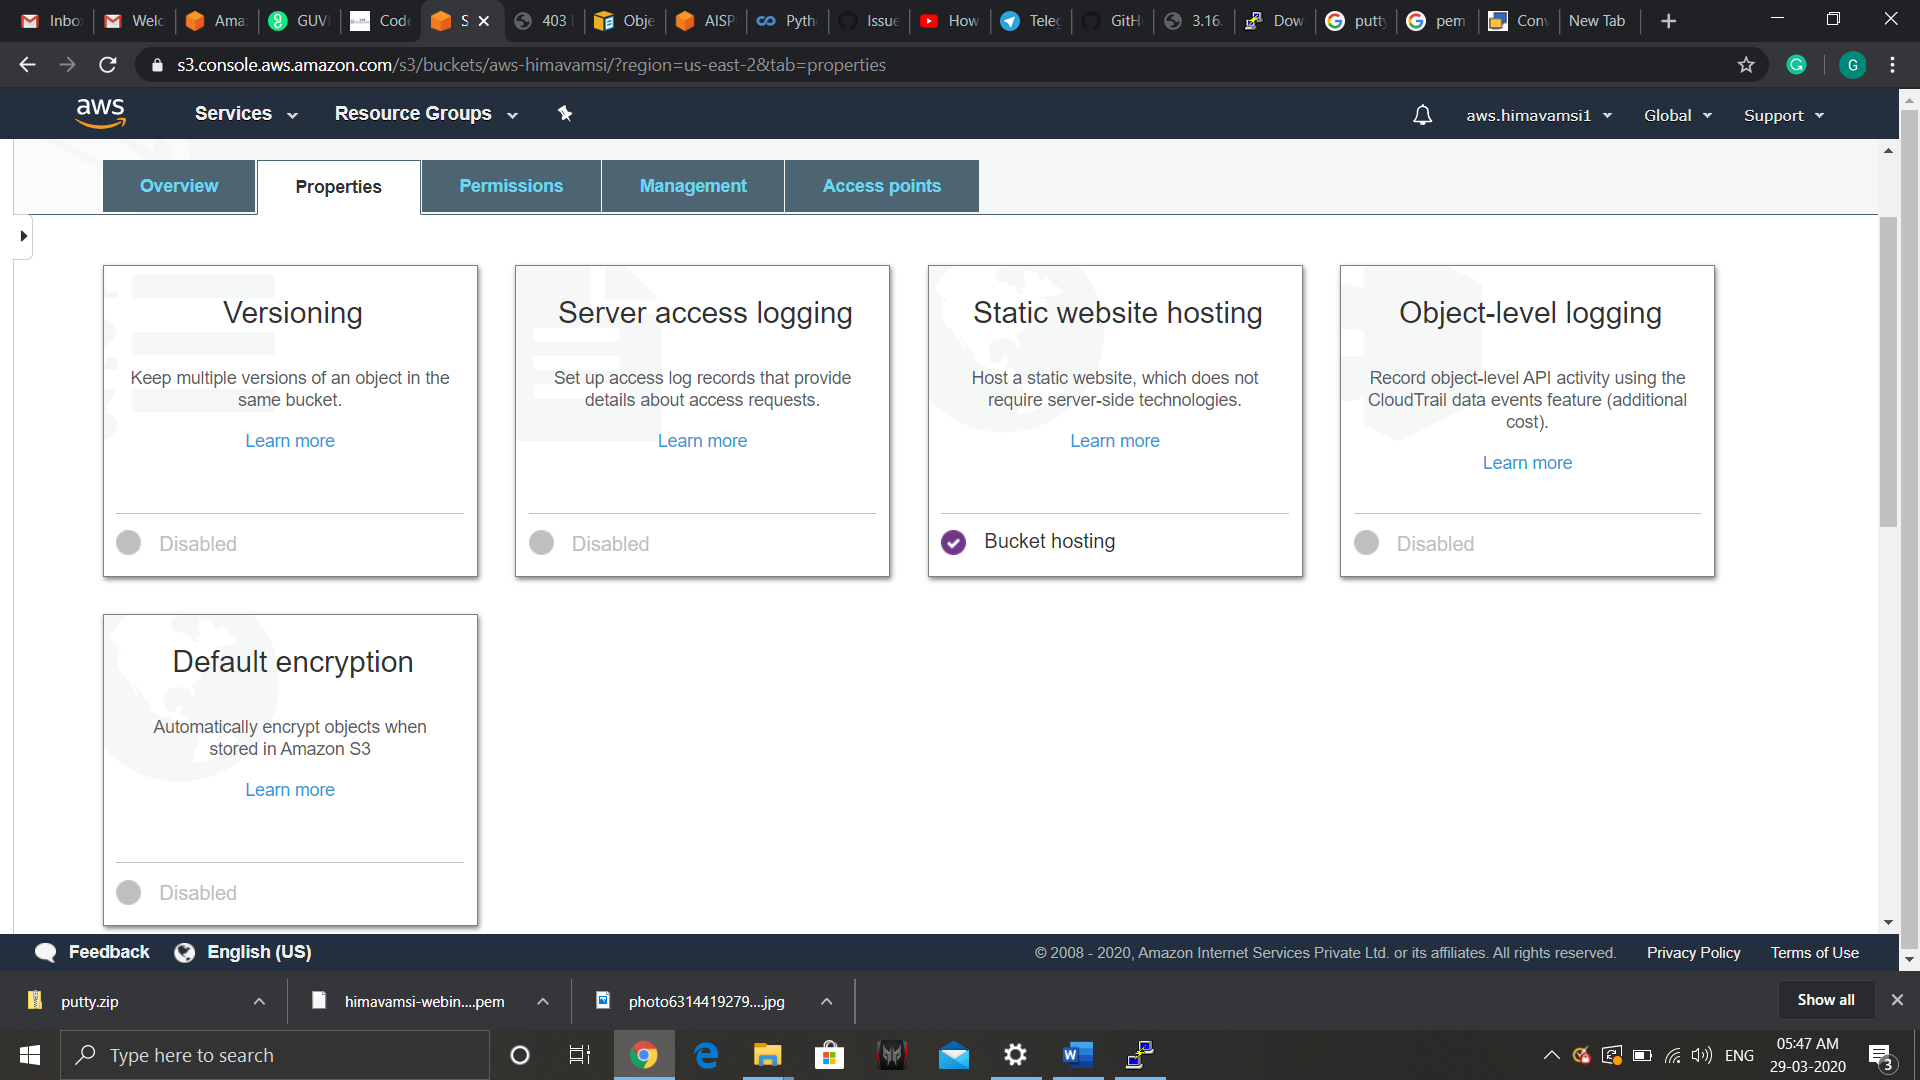 Inbo
Welc
Ama
GUVI
Code
S
403
Obje
AISP
Pyth
Issue
How
Teleg
GitH
3.16.
Dow
putty
pem
Conv
New Tab
s3.console.aws.amazon.com/s3/buckets/aws-himavamsi/?region=us-east-2&tab=properties
G
aws
Services
Resource Groups
aws.himavamsi1
Global
Support
Overview
Properties
Permissions
Management
Access points
Versioning
Keep multiple versions of an object in the
same bucket.
Learn more
Disabled
Server access logging
Set up access log records that provide
details about access requests.
Learn more
Disabled
Static website hosting
Host a static website, which does not
require server-side technologies.
Learn more
Bucket hosting
Object-level logging
Record object-level API activity using the
CloudTrail data events feature (additional
cost).
Learn more
Disabled
Default encryption
Automatically encrypt objects when
stored in Amazon S3
Learn more
Disabled
Feedback
English (US)
© 2008 - 2020, Amazon Internet Services Private Ltd. or its affiliates. All rights reserved.
Privacy Policy
Terms of Use
putty.zip
himavamsi-webin....pem
photo6314419279....jpg
Show all
Type here to search
ENG
05:47 AM
29-03-2020
3